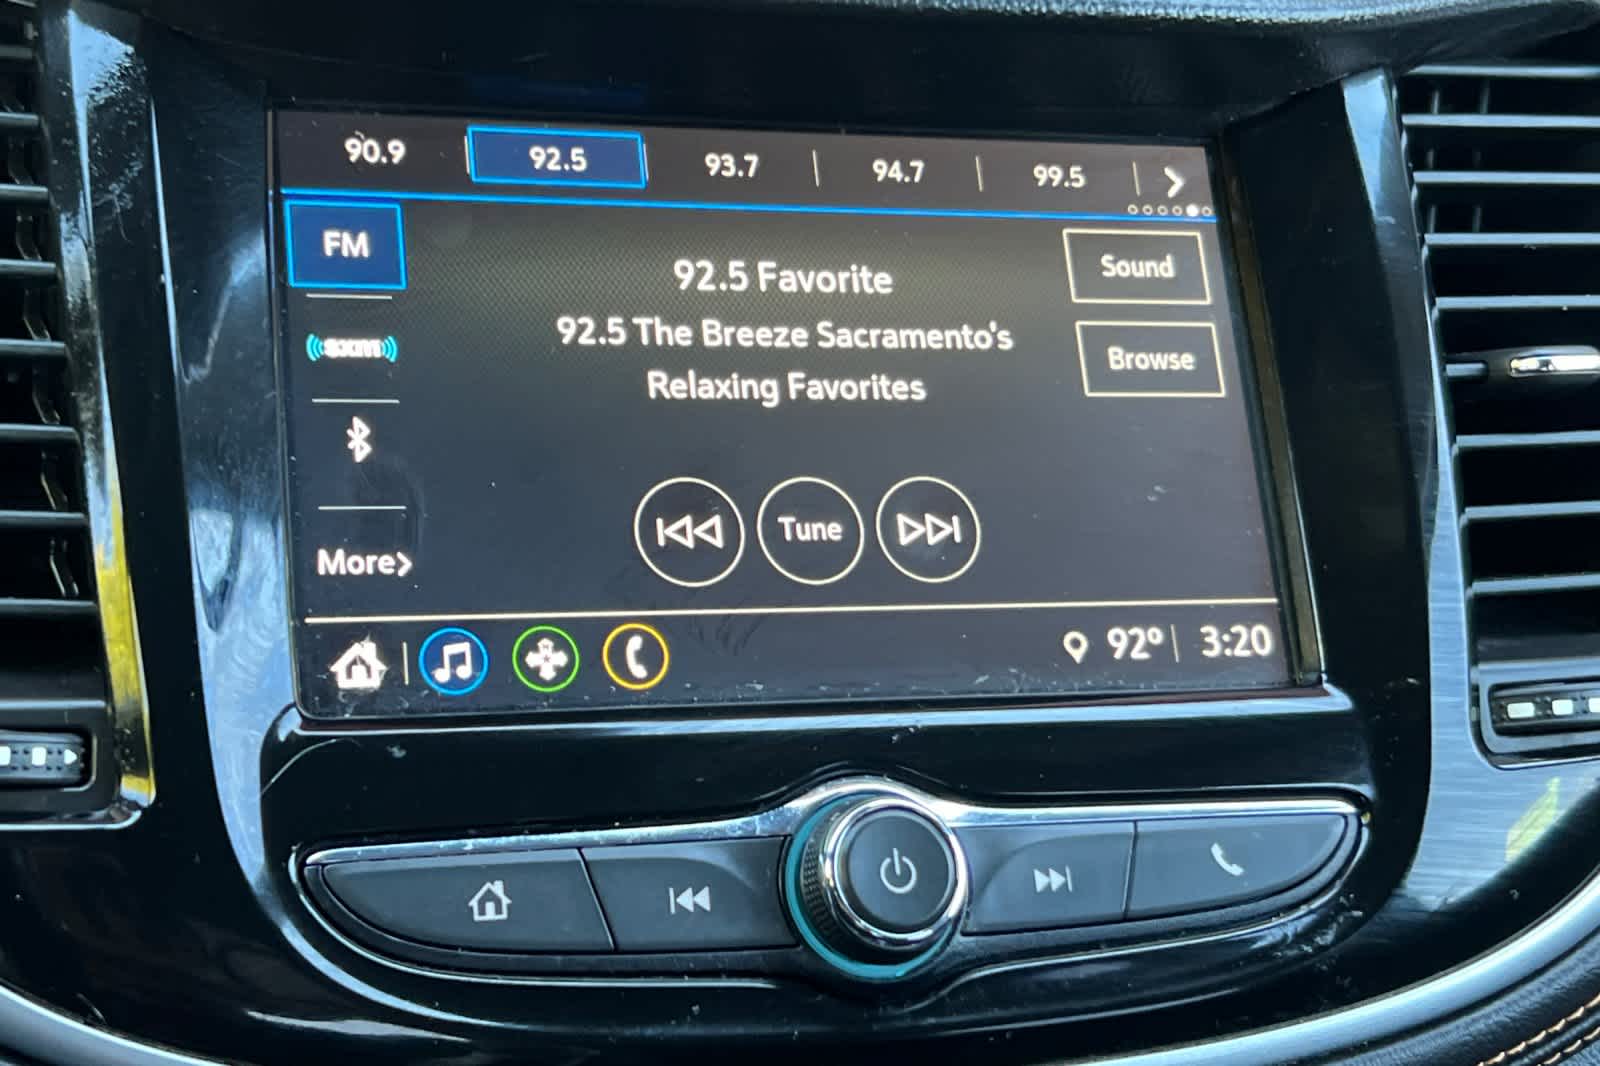 90.9 92.5 93.7 94.7 99.5
FM
sxm
More
92.5 Favorite
92.5 The Breeze Sacramento's
Relaxing Favorites
Sound
Browse
Tune
92° 3:20